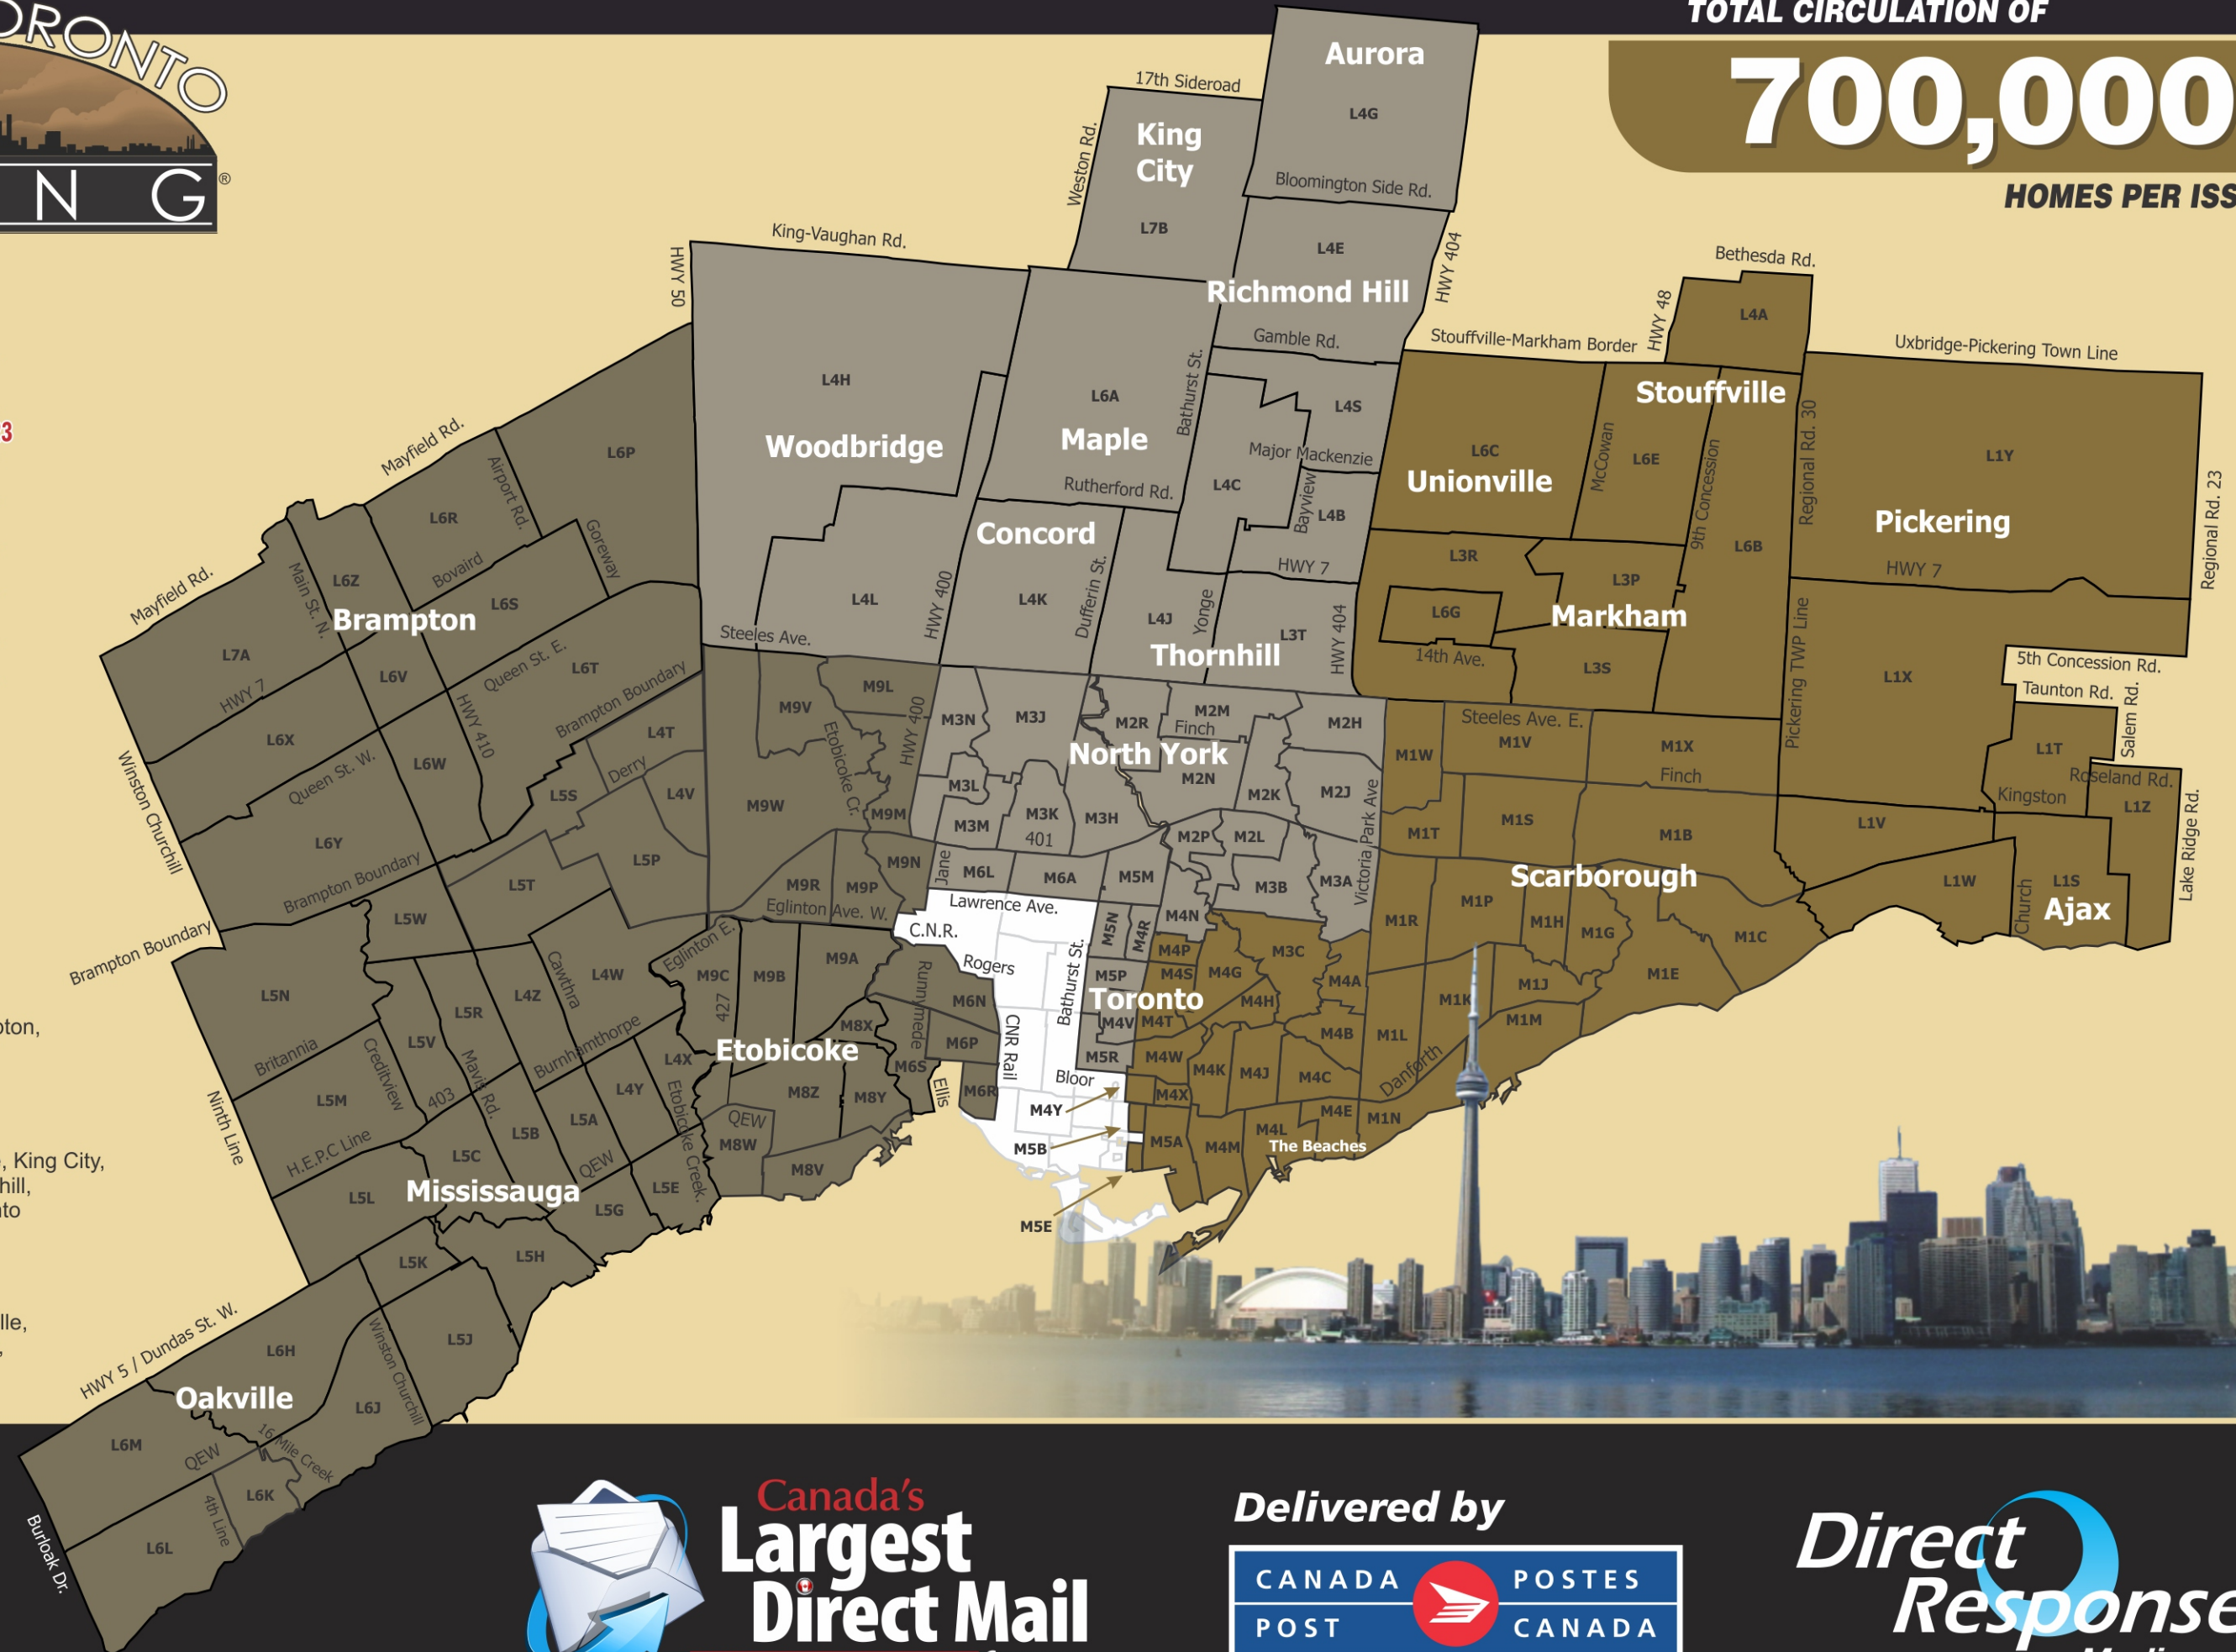 TORONTO
N G®
TOTAL CIRCULATION OF
700,000
HOMES PER ISS
3
Aurora
L4G
17th Sideroad
King
City
Weston Rd.
Bloomington Side Rd.
L7B
L4E
Richmond Hill
HWY 404
King-Vaughan Rd.
HWY 50
Bethesda Rd.
HWY 48
L4A
Gamble Rd.
Stouffville-Markham Border
Uxbridge-Pickering Town Line
L4H
Woodbridge
L6A
Maple
Bathurst St.
L4S
Major Mackenzie
Stouffville
L6C
Unionville
McCowan
L6E
9th Concession
Regional Rd. 30
L1Y
Pickering
Regional Rd. 23
Mayfield Rd.
Airport Rd.
L6P
Rutherford Rd.
L4C
Bayview
L4B
Concord
L6R
Bovaird
Goreway
L6B
L3R
L3P
HWY 7
HWY 7
Mayfield Rd.
Main St. N.
L6Z
Brampton
L6S
L4L
HWY 400
L4K
Dufferin St.
L4J
Yonge
L3T
Thornhill
HWY 404
L6G
Markham
14th Ave.
L3S
Pickering TWP Line
Steeles Ave.
L7A
HWY 7
L6V
Queen St. E.
L6T
Brampton Boundary
L1X
5th Concession Rd.
Taunton Rd.
Salem Rd.
L6X
HWY 410
L4T
M9V
M9L
Etobicoke Cr.
HWY 400
M3N
M3J
M2R
M2M
Finch
M2H
Steeles Ave. E.
M1W
M1V
M1X
Finch
L1T
Roseland Rd.
North York
Winston Churchill
Queen St. W.
L6W
Derry
L5S
L4V
M9W
M9M
M3L
M3K
M3M
401
M3H
M2N
M2K
M2J
Victoria Park Ave
Kingston
L1Z
Lake Ridge Rd.
L6Y
Brampton Boundary
L5P
L5T
M9N
Jane
M6L
M6A
M5M
M2P
M2L
M3B
M3A
M1T
M1S
M1B
Scarborough
L1V
L1W
Church
L1S
Ajax
M9R
M9P
Eglinton Ave. W.
Lawrence Ave.
M4N
M5N
M4R
M1R
M1P
M1H
M1G
M1C
Brampton Boundary
L5W
C.N.R.
Eglinton E.
M9C
427
M9B
M9A
Runnymede
Rogers
Bathurst St.
M5P
M4P
M4S
M4G
M3C
M4A
Toronto
M4H
M1K
M1J
M1E
M1M
L5N
Cawthra
L4W
L4Z
L5R
M6N
M4V
M4T
M4B
M1L
Britannia
Creditview
L5V
Mavis Rd.
Burnhamthorpe
L4X
Etobicoke
M8X
M6P
CNR Rail
M5R
M4W
M4K
M4J
M4C
Danforth
Ninth Line
L5M
403
L4Y
Etobicoke Creek.
M8Z
M8Y
M6S
Ellis
M6R
Bloor
M4X
M4Y
M4E
M1N
H.E.P.C Line
L5C
L5B
L5A
QEW
QEW
M8W
M8V
M5B
M5A
M4M
M4L
The Beaches
L5L
Mississauga
L5G
L5E
M5E
L5K
L5H
pton,
, King City,
hill,
nto
lle,
HWY 5 / Dundas St. W.
L6H
Winston Churchill
L5J
Oakville
L6J
L6M
QEW
16 Mile Creek
4th Line
L6K
Burloak Dr.
L6L
Canada's
Largest
Direct Mail
Delivered by
CANADA POSTES
POST CANADA
Direct
Response